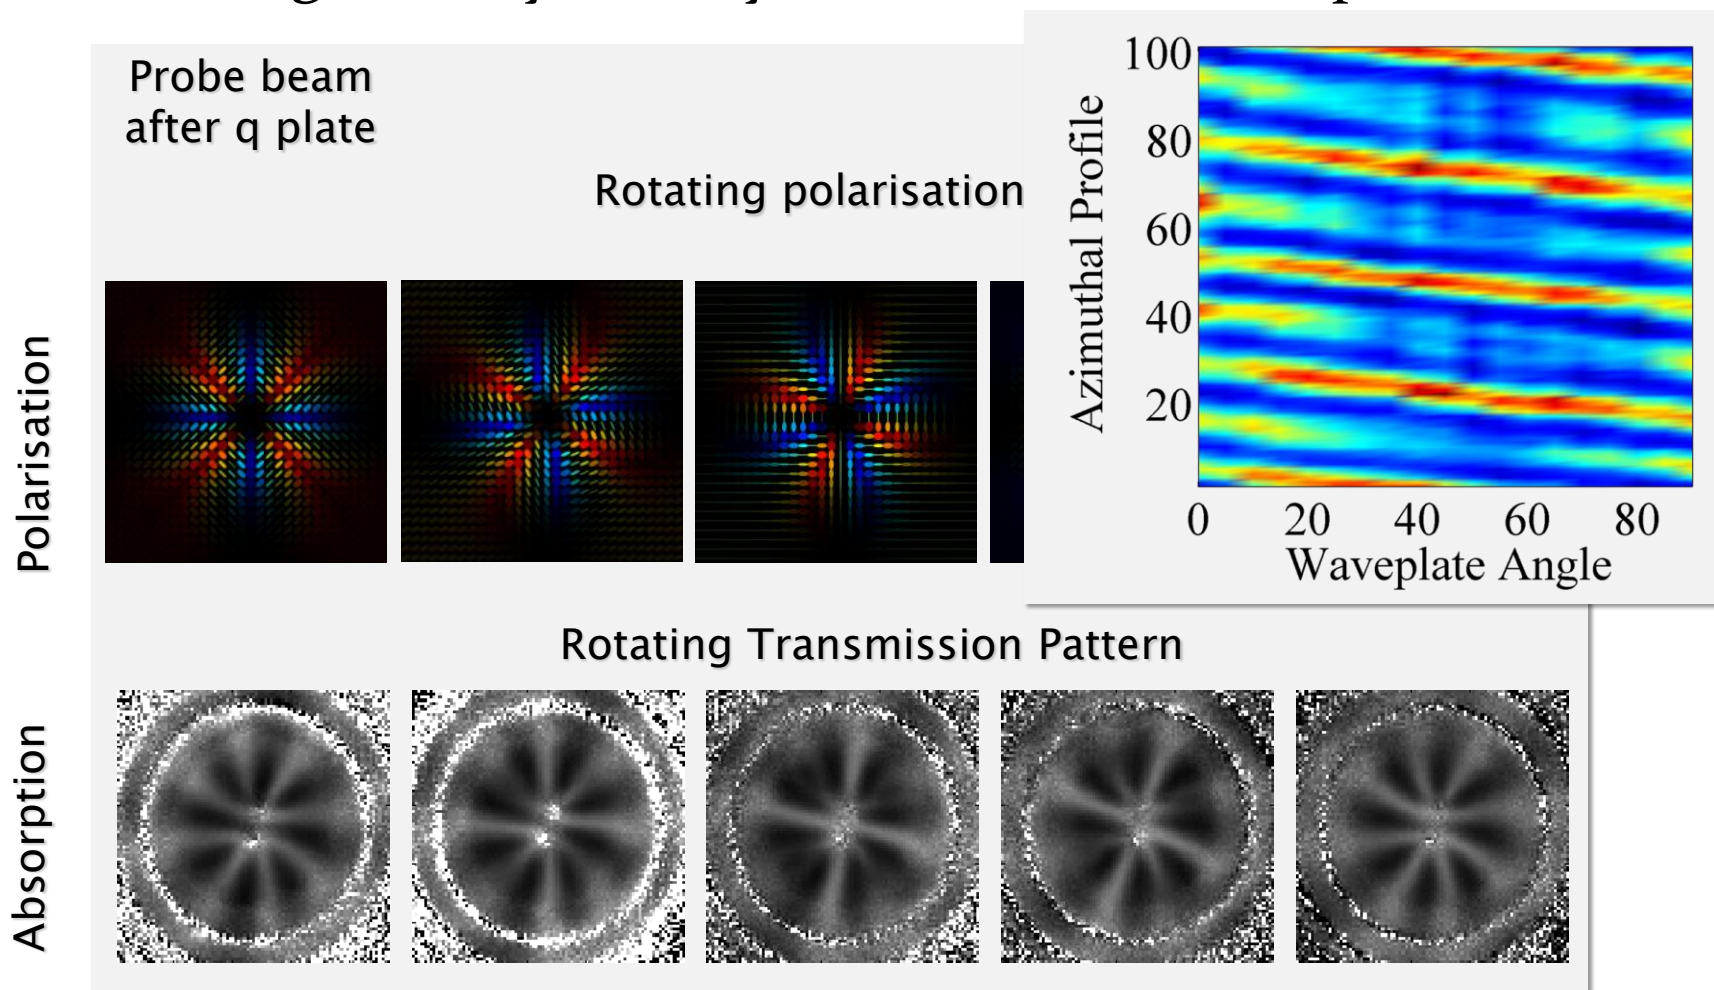 Probe beam
after q plate
Rotating polarisation
Polarisation
100
80
60
40
20
Azimuthal Profile
0 20 40 60 80
Waveplate Angle
Rotating Transmission Pattern
Absorption